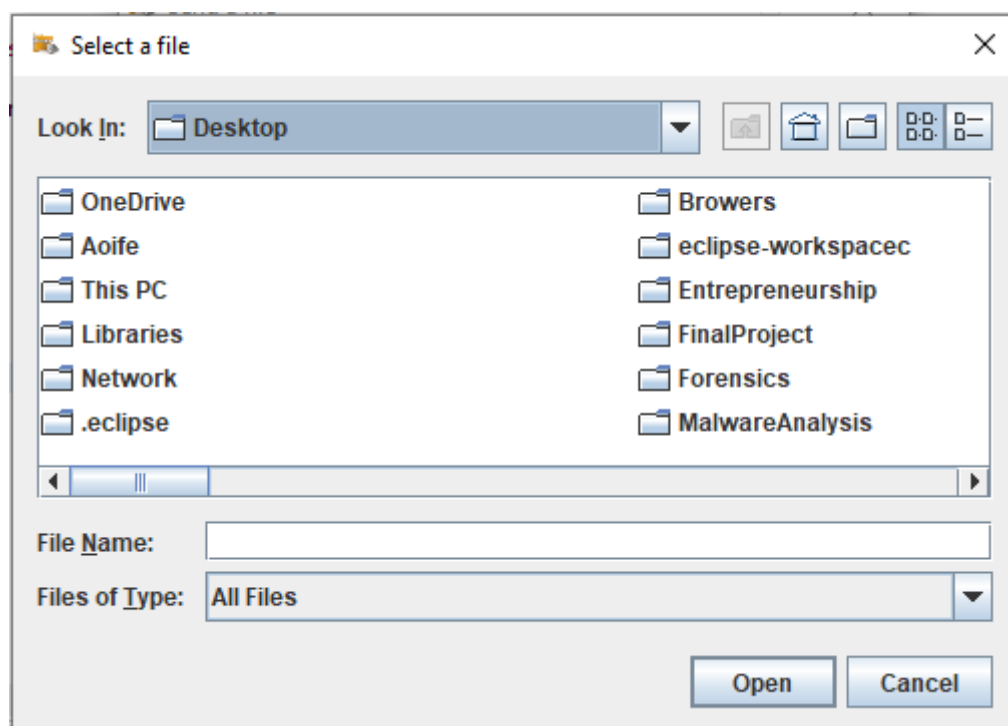 Select a file
Look In: Desktop
OneDrive
Aoife
This PC
Libraries
Network
.eclipse
Browers
eclipse-workspacec
Entrepreneurship
FinalProject
Forensics
MalwareAnalysis
File Name:
Files of Type: All Files
Open Cancel